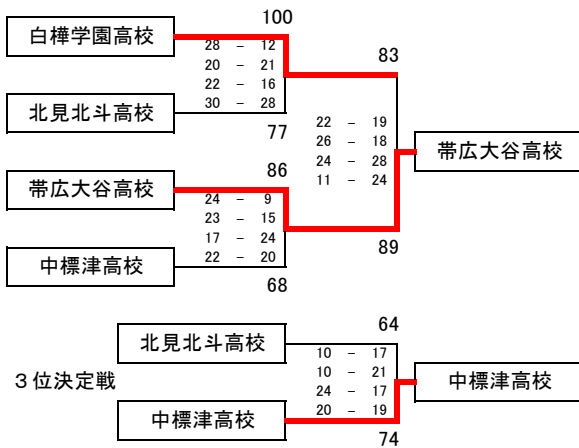 100
白樺学園高校
28 - 12
20 - 21
22 - 16
30 - 28
北見北斗高校
77
83
22 - 19
26 - 18
24 - 28
11 - 24
帯広大谷高校
86
帯広大谷高校
24 - 9
23 - 15
17 - 24
22 - 20
中標津高校
68
89
64
北見北斗高校
10 - 17
10 - 21
24 - 17
20 - 19
3位決定戦
中標津高校
中標津高校
74